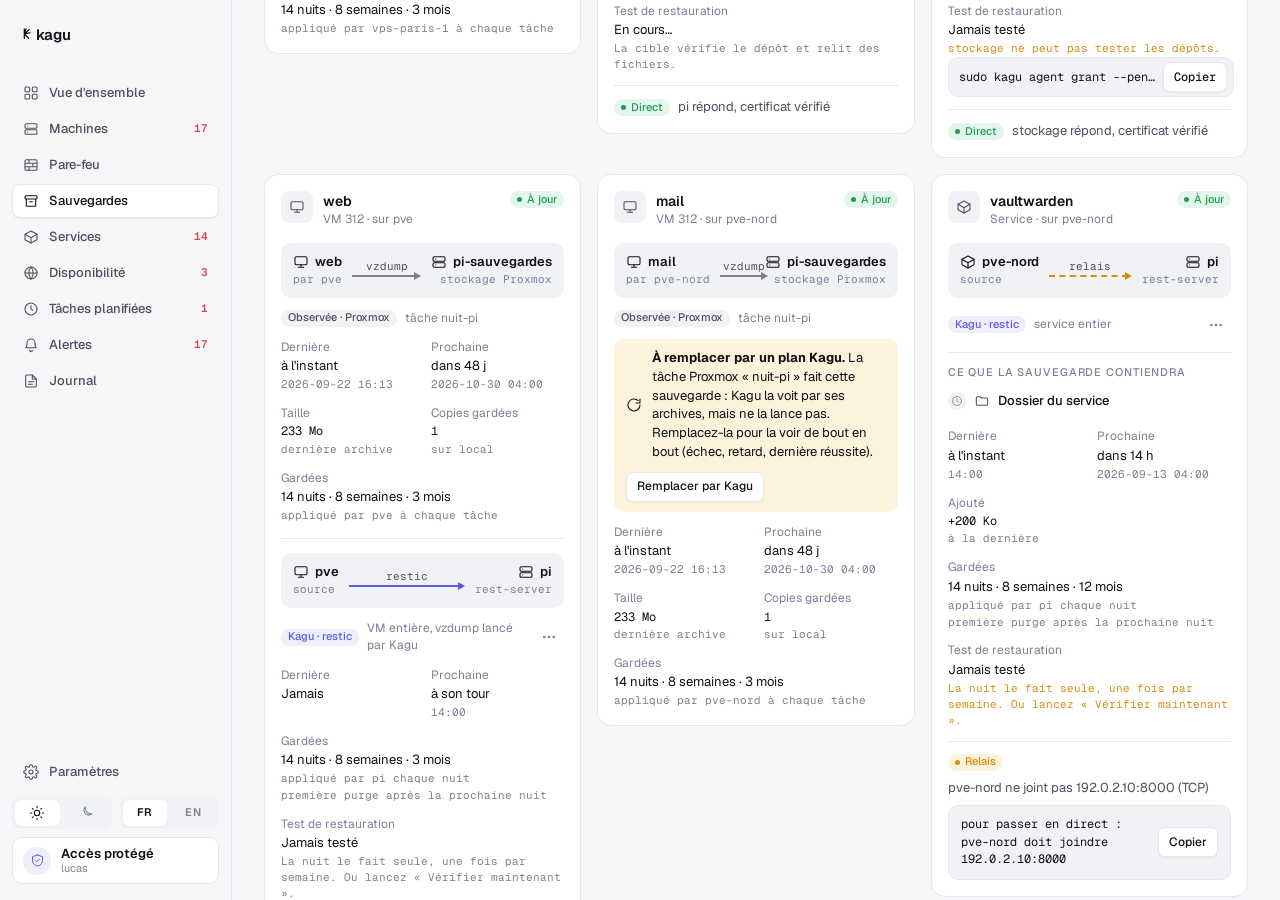 kagu
Vue d'ensemble
Machines 17
Pare-feu
Sauvegardes
Services 14
Disponibilité 3
Tâches planifiées 1
Alertes 17
Journal
Paramètres
FR EN
Accès protégé
lucas
14 nuits · 8 semaines · 3 mois
appliqué par vps-paris-1 à chaque tâche
Test de restauration
En cours…
La cible vérifie le dépôt et relit des
fichiers.
Direct pi répond, certificat vérifié
Test de restauration
Jamais testé
stockage ne peut pas tester les dépôts.
sudo kagu agent grant --pen… Copier
Direct stockage répond, certificat vérifié
web À jour
VM 312 · sur pve
web vzdump pi-sauvegardes
par pve stockage Proxmox
Observée · Proxmox tâche nuit-pi
Dernière Prochaine
à l'instant dans 48 j
2026-09-22 16:13 2026-10-30 04:00
Taille Copies gardées
233 Mo 1
dernière archive sur local
Gardées
14 nuits · 8 semaines · 3 mois
appliqué par pve à chaque tâche
pve restic pi
source rest-server
Kagu · restic VM entière, vzdump lancé
par Kagu
Dernière Prochaine
Jamais à son tour
14:00
Gardées
14 nuits · 8 semaines · 3 mois
appliqué par pi chaque nuit
première purge après la prochaine nuit
Test de restauration
Jamais testé
La nuit le fait seule, une fois par
semaine. Ou lancez « Vérifier maintenant
».
mail À jour
VM 312 · sur pve-nord
mail vzdump pi-sauvegardes
par pve-nord stockage Proxmox
Observée · Proxmox tâche nuit-pi
À remplacer par un plan Kagu. La
tâche Proxmox « nuit-pi » fait cette
sauvegarde : Kagu la voit par ses
archives, mais ne la lance pas.
Remplacez-la pour la voir de bout en
bout (échec, retard, dernière réussite).
Remplacer par Kagu
Dernière Prochaine
à l'instant dans 48 j
2026-09-22 16:13 2026-10-30 04:00
Taille Copies gardées
233 Mo 1
dernière archive sur local
Gardées
14 nuits · 8 semaines · 3 mois
appliqué par pve-nord à chaque tâche
vaultwarden À jour
Service · sur pve-nord
pve-nord relais pi
source rest-server
Kagu · restic service entier
CE QUE LA SAUVEGARDE CONTIENDRA
Dossier du service
Dernière Prochaine
à l'instant dans 14 h
14:00 2026-09-13 04:00
Ajouté
+200 Ko
à la dernière
Gardées
14 nuits · 8 semaines · 12 mois
appliqué par pi chaque nuit
première purge après la prochaine nuit
Test de restauration
Jamais testé
La nuit le fait seule, une fois par
semaine. Ou lancez « Vérifier maintenant
».
Relais
pve-nord ne joint pas 192.0.2.10:8000 (TCP)
pour passer en direct :
pve-nord doit joindre
192.0.2.10:8000
Copier